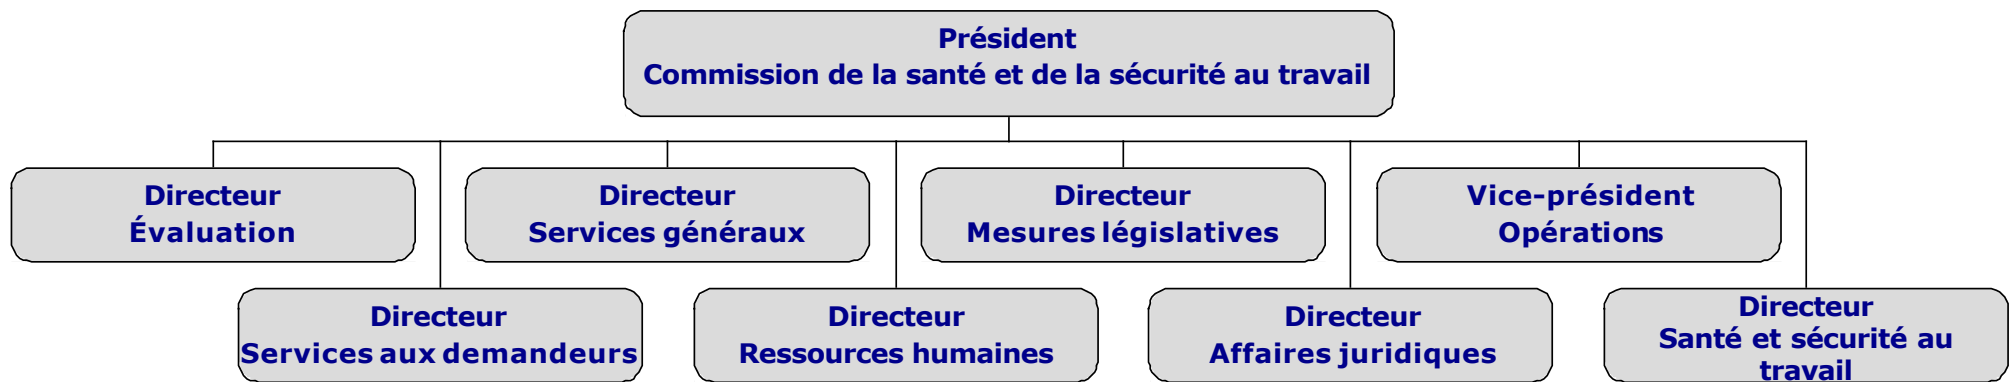 Président
Commission de la santé et de la sécurité au travail
Directeur
Évaluation
Directeur
Services généraux
Directeur
Mesures législatives
Vice-président
Opérations
Directeur
Services aux demandeurs
Directeur
Ressources humaines
Directeur
Affaires juridiques
Directeur
Santé et sécurité au
travail